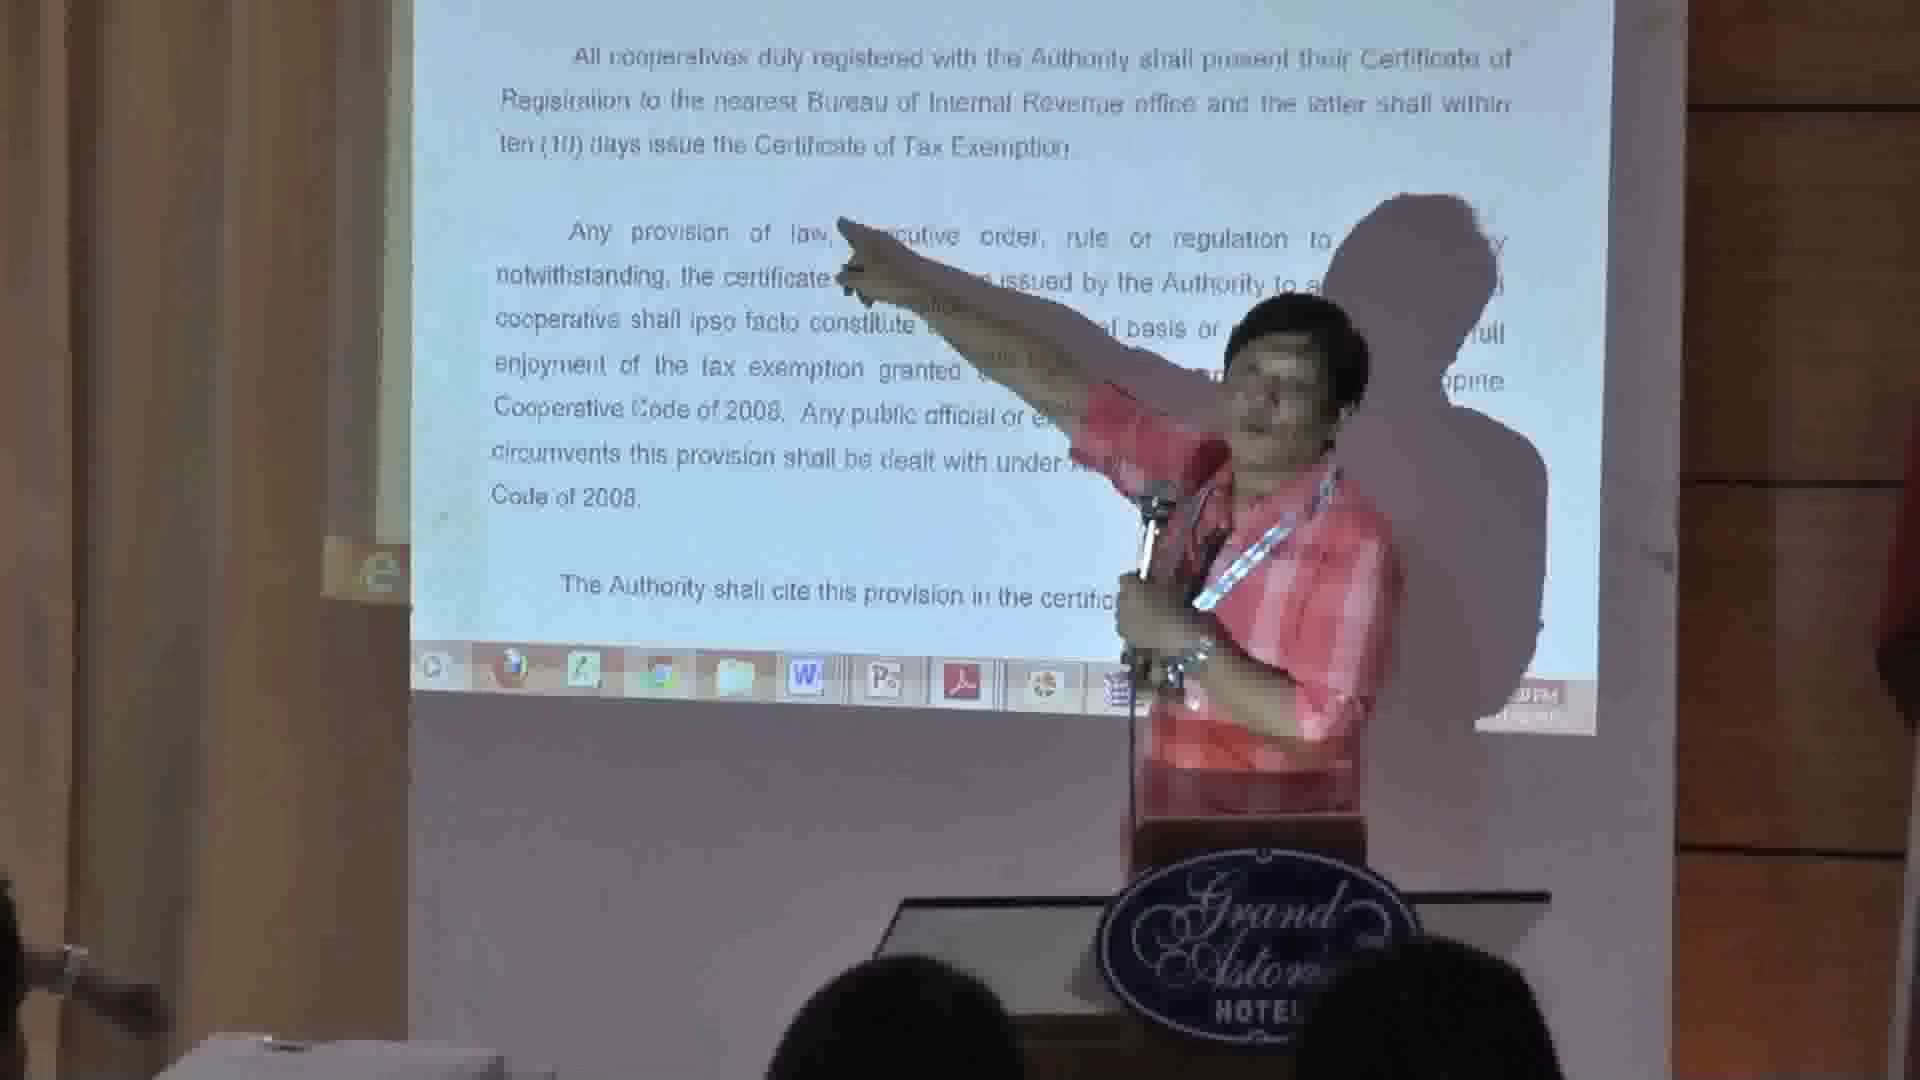 All cooperatives duly registered with the Authority shall present their Certificate of
Registration to the nearest Bureau of Internal Revenue office and the latter shall within
ten (10) days issue the Certificate of Tax Exemption.
Any provision of law, order, rule or regulation to
notwithstanding, the certificate issued by the Authority to
cooperative shall ipso facto constitute basis or full
enjoyment of the tax exemption granted
Cooperative Code of 2008. Any public official or
circumvents this provision shall be dealt with under
Code of 2008.
The Authority shall cite this provision in the
PM
Grand
HOTEL